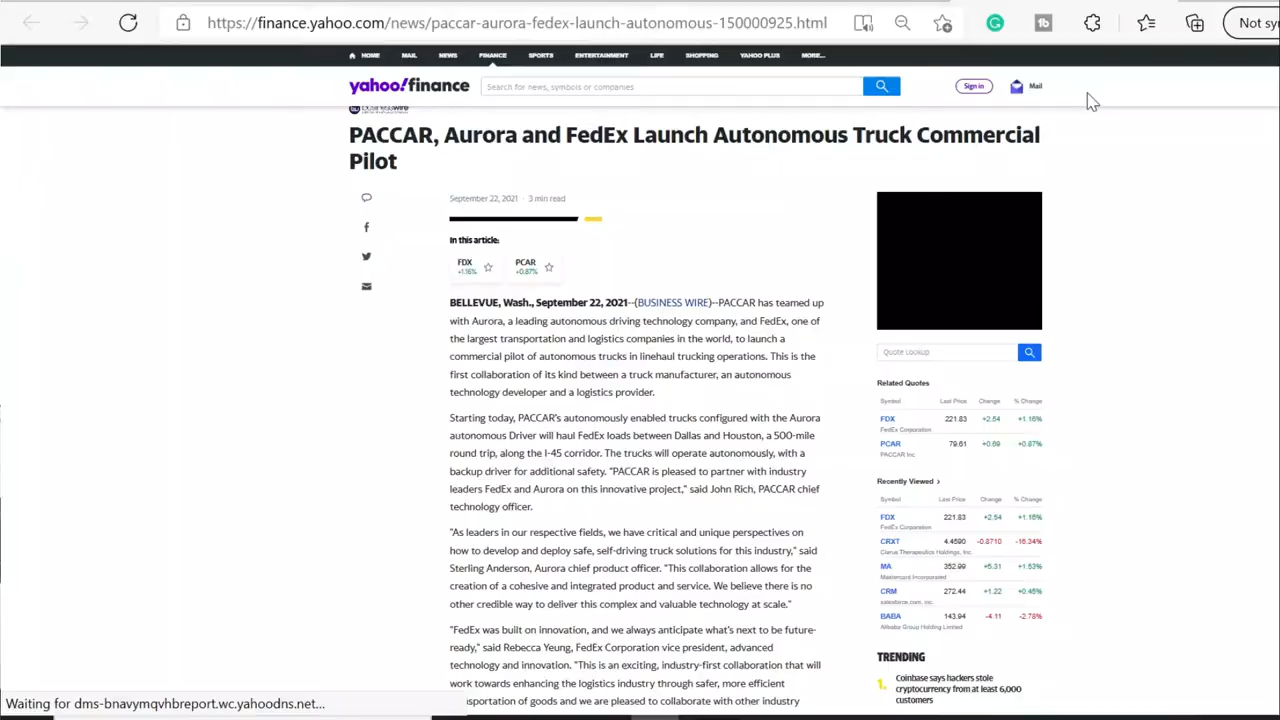 https://finance.yahoo.com/news/paccar-aurora-fedex-launch-autonomous-150000925.html
Not sy
HOME MAIL NEWS FINANCE SPORTS ENTERTAINMENT LIFE SHOPPING YAHOO PLUS MORE...
yahoo!finance
Search for news, symbols or companies
Sign in
Mail
businesswire
PACCAR, Aurora and FedEx Launch Autonomous Truck Commercial
Pilot
September 22, 2021 · 3 min read
In this article:
FDX
+1.16%
PCAR
+0.87%
BELLEVUE, Wash., September 22, 2021--(BUSINESS WIRE)--PACCAR has teamed up
with Aurora, a leading autonomous driving technology company, and FedEx, one of
the largest transportation and logistics companies in the world, to launch a
commercial pilot of autonomous trucks in linehaul trucking operations. This is the
first collaboration of its kind between a truck manufacturer, an autonomous
technology developer and a logistics provider.
Starting today, PACCAR's autonomously enabled trucks configured with the Aurora
autonomous Driver will haul FedEx loads between Dallas and Houston, a 500-mile
round trip, along the I-45 corridor. The trucks will operate autonomously, with a
backup driver for additional safety. "PACCAR is pleased to partner with industry
leaders FedEx and Aurora on this innovative project," said John Rich, PACCAR chief
technology officer.
"As leaders in our respective fields, we have critical and unique perspectives on
how to develop and deploy safe, self-driving truck solutions for this industry," said
Sterling Anderson, Aurora chief product officer. "This collaboration allows for the
creation of a cohesive and integrated product and service. We believe there is no
other credible way to deliver this complex and valuable technology at scale."
"FedEx was built on innovation, and we always anticipate what's next to be future-
ready," said Rebecca Yeung, FedEx Corporation vice president, advanced
technology and innovation. "This is an exciting, industry-first collaboration that will
work towards enhancing the logistics industry through safer, more efficient
nsportation of goods and we are pleased to collaborate with other industry
Quote Lookup
Related Quotes
Symbol Last Price Change % Change
FDX 221.83 +2.54 +1.16%
FedEx Corporation
PCAR 79.61 +0.69 +0.87%
PACCAR Inc
Recently Viewed >
Symbol Last Price Change % Change
FDX 221.83 +2.54 +1.16%
FedEx Corporation
CRXT 4.4590 -0.8710 -16.34%
Clarus Therapeutics Holdings, Inc.
MA 352.99 +5.31 +1.53%
Mastercard Incorporated
CRM 272.44 +1.22 +0.45%
salesforce.com, inc.
BABA 143.94 -4.11 -2.78%
Alibaba Group Holding Limited
TRENDING
1. Coinbase says hackers stole
cryptocurrency from at least 6,000
customers
Waiting for dms-bnavymqvhbreport.wc.yahoodns.net...